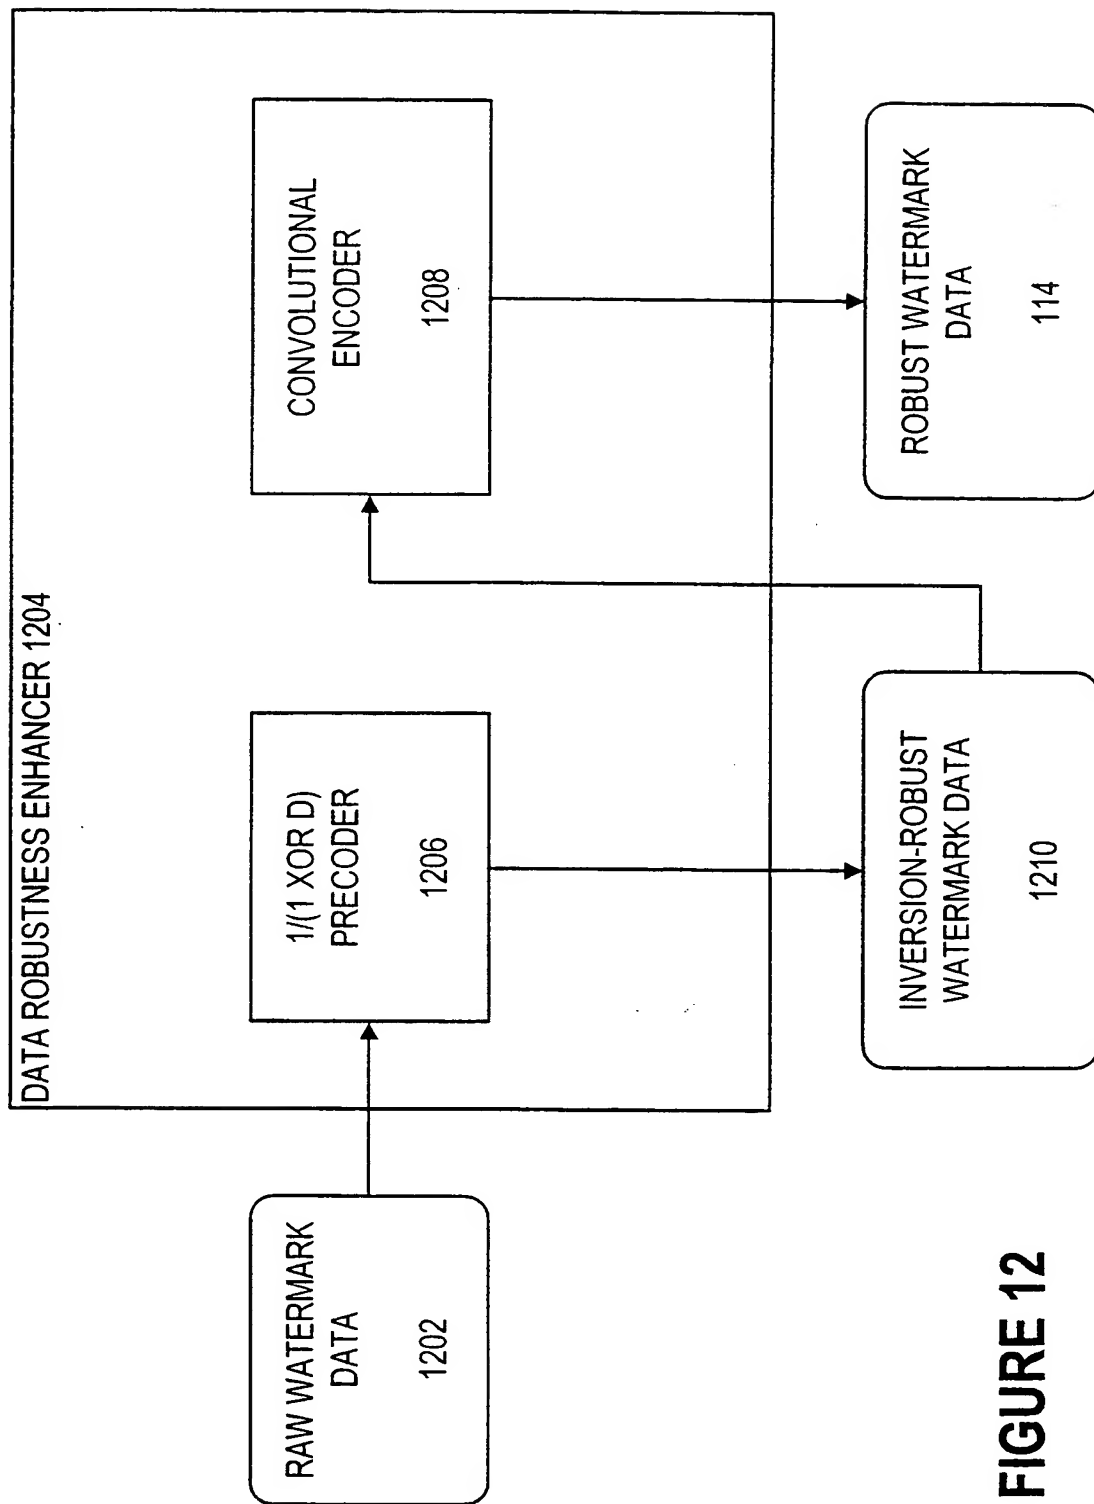 DATA ROBUSTNESS ENHANCER 1204
RAW WATERMARK
DATA
1202
1/(1 XOR D)
PRECODER
1206
CONVOLUTIONAL
ENCODER
1208
INVERSION-ROBUST
WATERMARK DATA
1210
ROBUST WATERMARK
DATA
114
FIGURE 12